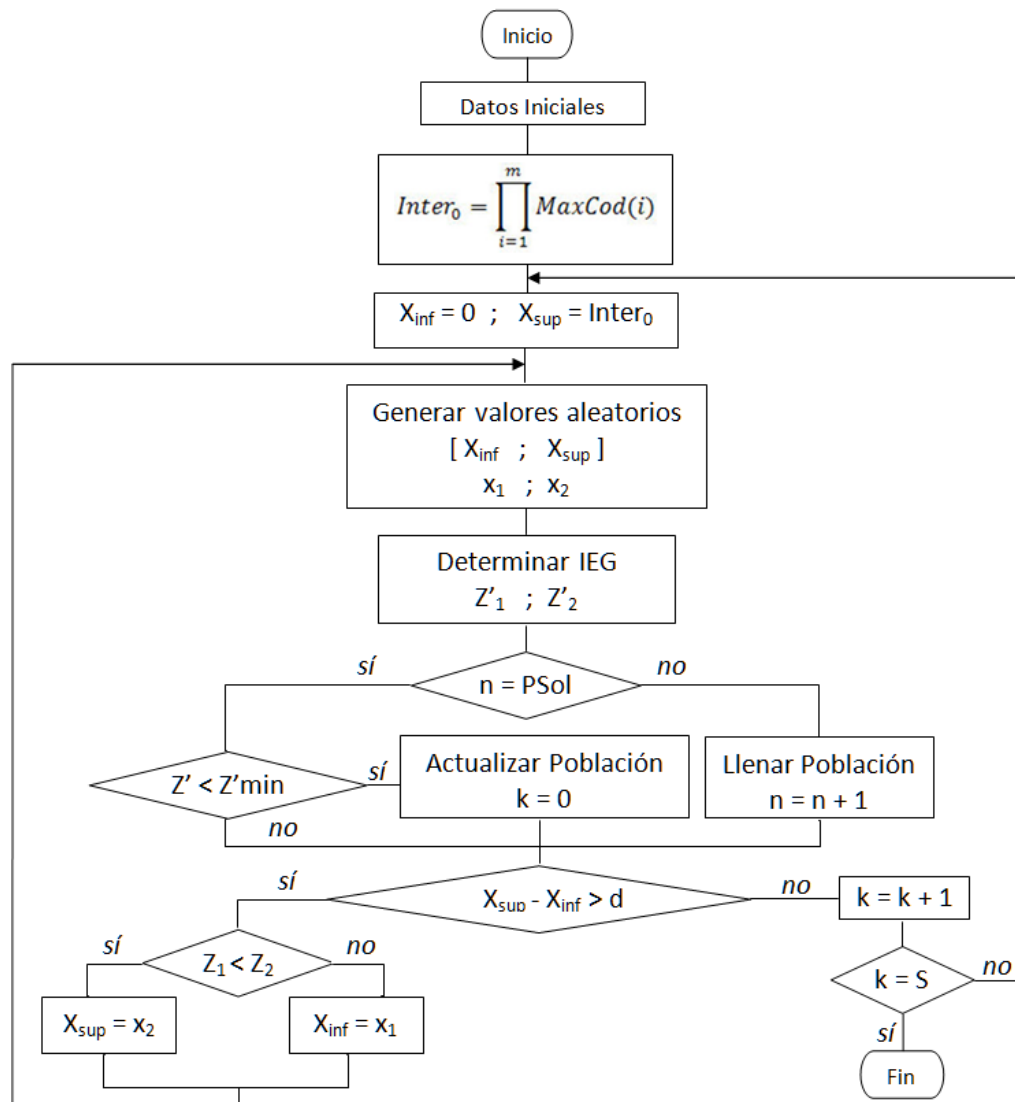 Inicio
Datos Iniciales
Inter₀ = ∏ᵢ₌₁ᵐ MaxCod(i)
X_inf = 0 ; X_sup = Inter₀
Generar valores aleatorios
[ X_inf ; X_sup ]
x₁ ; x₂
Determinar IEG
Z'₁ ; Z'₂
sí
n = PSol
no
Z' < Z'min
sí
Actualizar Población
k = 0
Llenar Población
n = n + 1
no
sí
X_sup - X_inf > d
no
k = k + 1
sí
Z₁ < Z₂
no
k = S
no
X_sup = x₂
X_inf = x₁
sí
Fin